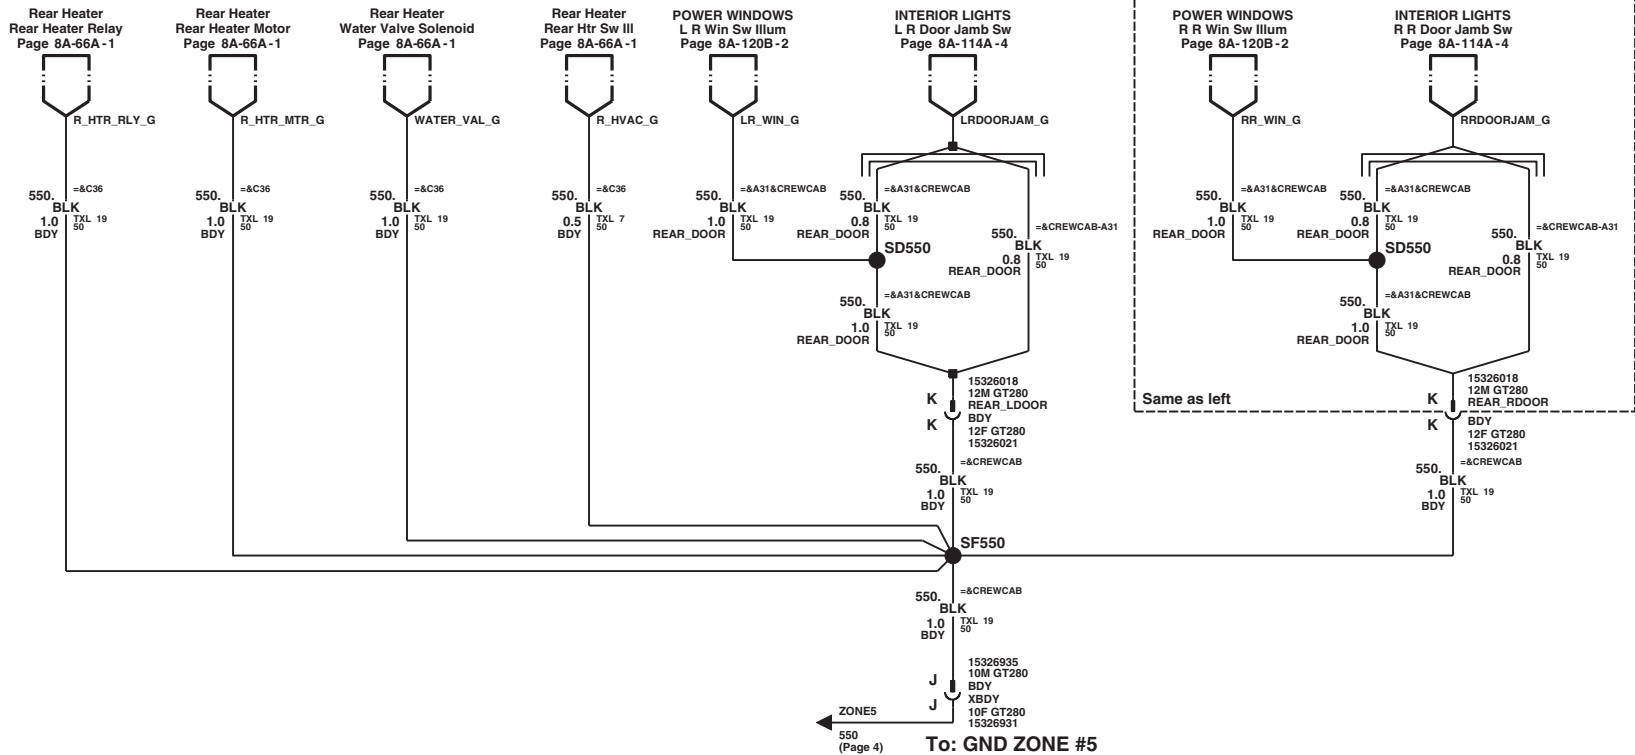 Rear Heater
Rear Heater Relay
Page 8A-66A-1
Rear Heater
Rear Heater Motor
Page 8A-66A-1
Rear Heater
Water Valve Solenoid
Page 8A-66A-1
Rear Heater
Rear Htr Sw Ill
Page 8A-66A-1
POWER WINDOWS
L R Win Sw Illum
Page 8A-120B-2
INTERIOR LIGHTS
L R Door Jamb Sw
Page 8A-114A-4
POWER WINDOWS
R R Win Sw Illum
Page 8A-120B-2
INTERIOR LIGHTS
R R Door Jamb Sw
Page 8A-114A-4
R_HTR_RLY_G
R_HTR_MTR_G
WATER_VAL_G
R_HVAC_G
LR_WIN_G
LRDOORJAM_G
RR_WIN_G
RRDOORJAM_G
=&C36
550.
BLK
1.0
TXL 19
50
BDY
=&C36
550.
BLK
1.0
TXL 19
50
BDY
=&C36
550.
BLK
1.0
TXL 19
50
BDY
=&C36
550.
BLK
0.5
TXL 7
50
BDY
=&A31&CREWCAB
550.
BLK
1.0
TXL 19
50
REAR_DOOR
=&A31&CREWCAB
550.
BLK
0.8
TXL 19
50
REAR_DOOR
SD550
=&CREWCAB-A31
550.
BLK
0.8
TXL 19
50
REAR_DOOR
=&A31&CREWCAB
550.
BLK
1.0
TXL 19
50
REAR_DOOR
=&A31&CREWCAB
550.
BLK
1.0
TXL 19
50
REAR_DOOR
=&A31&CREWCAB
550.
BLK
0.8
TXL 19
50
REAR_DOOR
SD550
=&CREWCAB-A31
550.
BLK
0.8
TXL 19
50
REAR_DOOR
=&A31&CREWCAB
550.
BLK
1.0
TXL 19
50
REAR_DOOR
15326018
12M GT280
K
REAR_LDOOR
K
BDY
12F GT280
15326021
Same as left
15326018
12M GT280
K
REAR_RDOOR
K
BDY
12F GT280
15326021
=&CREWCAB
550.
BLK
1.0
TXL 19
50
BDY
=&CREWCAB
550.
BLK
1.0
TXL 19
50
BDY
SF550
=&CREWCAB
550.
BLK
1.0
TXL 19
50
BDY
15326935
10M GT280
J
BDY
J
XBDY
10F GT280
15326931
ZONE5
550
(Page 4)
To: GND ZONE #5